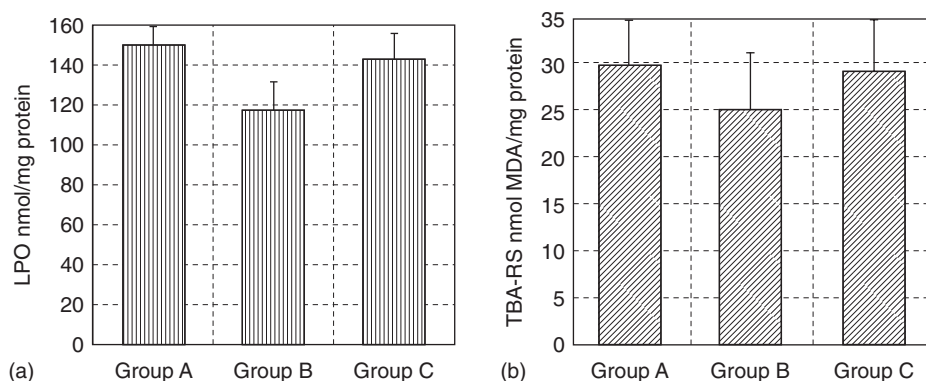 LPO nmol/mg protein
160
140
120
100
80
60
40
20
0
Group A Group B Group C
(a)
TBA-RS nmol MDA/mg protein
35
30
25
20
15
10
5
0
Group A Group B Group C
(b)